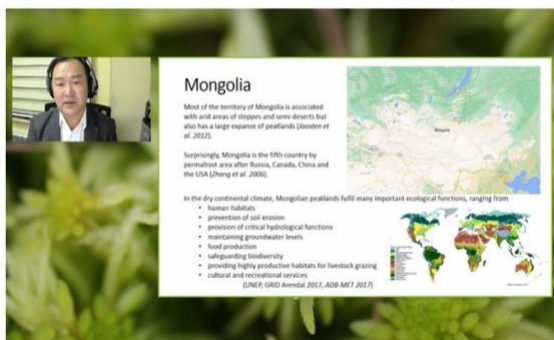 Mongolia
Most of the territory of Mongolia is associated
with arid areas of steppes and semi-deserts but
also has a large expanse of peatlands (Joosten et
al. 2012).
Surprisingly, Mongolia is the fifth country by
permafrost area after Russia, Canada, China and
the USA (Zhang et al. 2006).
In the dry continental climate, Mongolian peatlands fulfil many important ecological functions, ranging from
• human habitats
• prevention of soil erosion
• provision of critical hydrological functions
• maintaining groundwater levels
• food production
• safeguarding biodiversity
• providing highly productive habitats for livestock grazing
• cultural and recreational services
(UNEP, GRID Arendal 2017, ADB-MET 2017)